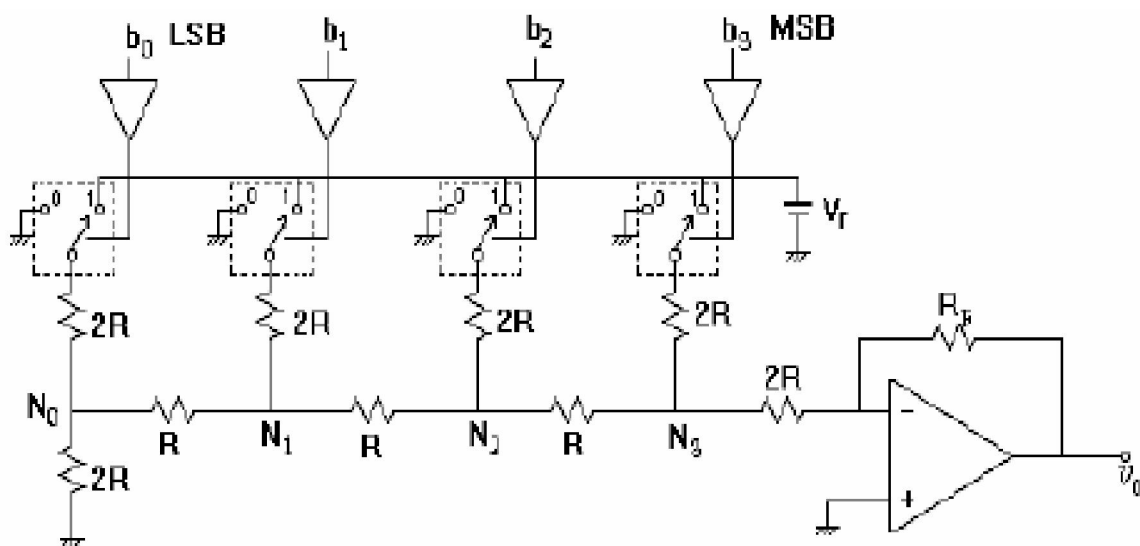 b0 LSB b1 b2 b3 MSB
0 1 0 1 0 1 0 1
Vr
2R 2R 2R 2R
RF
2R
N0 R N1 R N2 R N3
2R
−
+
v0